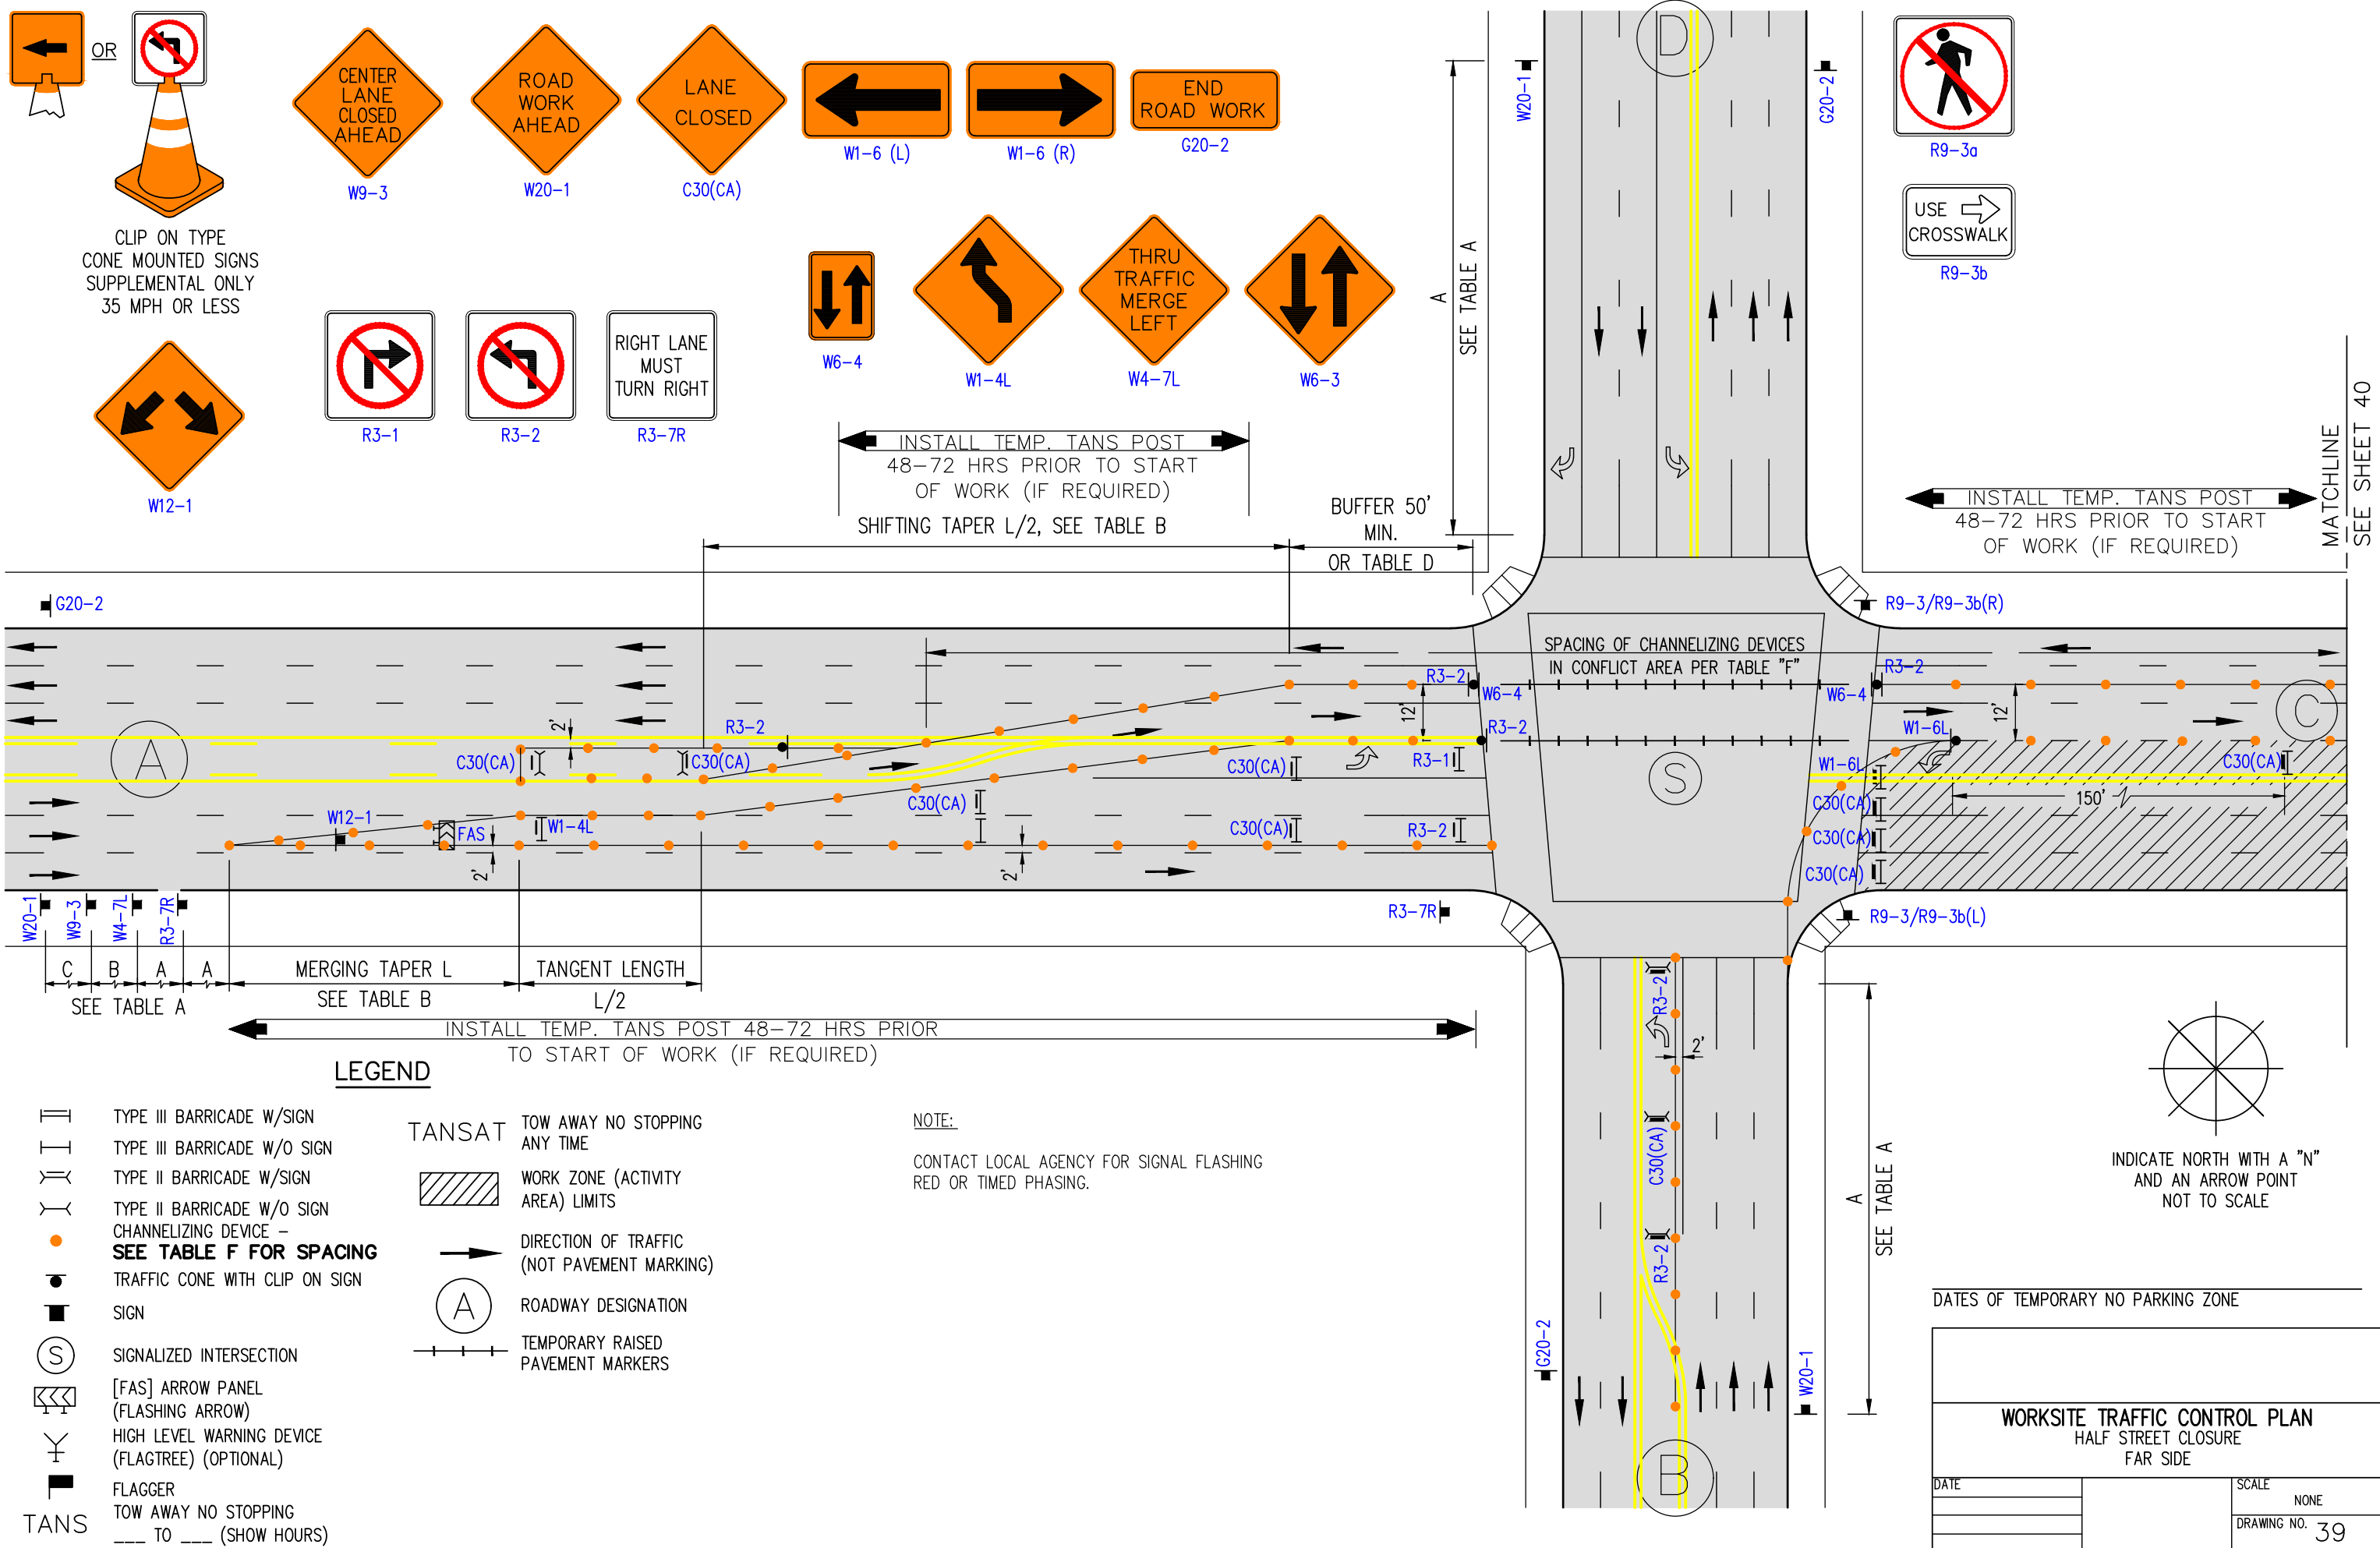 OR
CLIP ON TYPE
CONE MOUNTED SIGNS
SUPPLEMENTAL ONLY
35 MPH OR LESS
CENTER
LANE
CLOSED
AHEAD
W9-3
ROAD
WORK
AHEAD
W20-1
LANE
CLOSED
C30(CA)
W1-6 (L)
W1-6 (R)
END
ROAD WORK
G20-2
W12-1
R3-1
R3-2
RIGHT LANE
MUST
TURN RIGHT
R3-7R
W6-4
W1-4L
THRU
TRAFFIC
MERGE
LEFT
W4-7L
W6-3
R9-3a
USE
CROSSWALK
R9-3b
D
W20-1
G20-2
A
SEE TABLE A
INSTALL TEMP. TANS POST
48-72 HRS PRIOR TO START
OF WORK (IF REQUIRED)
SHIFTING TAPER L/2, SEE TABLE B
BUFFER 50'
MIN.
OR TABLE D
INSTALL TEMP. TANS POST
48-72 HRS PRIOR TO START
OF WORK (IF REQUIRED)
MATCHLINE
SEE SHEET 40
G20-2
R9-3/R9-3b(R)
SPACING OF CHANNELIZING DEVICES
IN CONFLICT AREA PER TABLE "F"
R3-2
W6-4
R3-2
W6-4
R3-2
12'
12'
C
W1-6L
R3-2
2'
A
C30(CA)
C30(CA)
R3-1
C30(CA)
S
W1-6L
C30(CA)
150'
C30(CA)
C30(CA)
W12-1
FAS
W1-4L
C30(CA)
R3-2
C30(CA)
2'
2'
C30(CA)
W20-1
W9-3
W4-7L
R3-7R
R3-7R
R9-3/R9-3b(L)
C
B
A
A
SEE TABLE A
MERGING TAPER L
SEE TABLE B
TANGENT LENGTH
L/2
INSTALL TEMP. TANS POST 48-72 HRS PRIOR
TO START OF WORK (IF REQUIRED)
R3-2
2'
C30(CA)
R3-2
G20-2
W20-1
B
A
SEE TABLE A
LEGEND
TYPE III BARRICADE W/SIGN
TYPE III BARRICADE W/O SIGN
TYPE II BARRICADE W/SIGN
TYPE II BARRICADE W/O SIGN
CHANNELIZING DEVICE -
SEE TABLE F FOR SPACING
TRAFFIC CONE WITH CLIP ON SIGN
SIGN
S SIGNALIZED INTERSECTION
[FAS] ARROW PANEL
(FLASHING ARROW)
HIGH LEVEL WARNING DEVICE
(FLAGTREE) (OPTIONAL)
FLAGGER
TANS TOW AWAY NO STOPPING
___ TO ___ (SHOW HOURS)
TANSAT TOW AWAY NO STOPPING
ANY TIME
WORK ZONE (ACTIVITY
AREA) LIMITS
DIRECTION OF TRAFFIC
(NOT PAVEMENT MARKING)
A ROADWAY DESIGNATION
TEMPORARY RAISED
PAVEMENT MARKERS
NOTE:
CONTACT LOCAL AGENCY FOR SIGNAL FLASHING
RED OR TIMED PHASING.
INDICATE NORTH WITH A "N"
AND AN ARROW POINT
NOT TO SCALE
DATES OF TEMPORARY NO PARKING ZONE
WORKSITE TRAFFIC CONTROL PLAN
HALF STREET CLOSURE
FAR SIDE
DATE
SCALE
NONE
DRAWING NO. 39